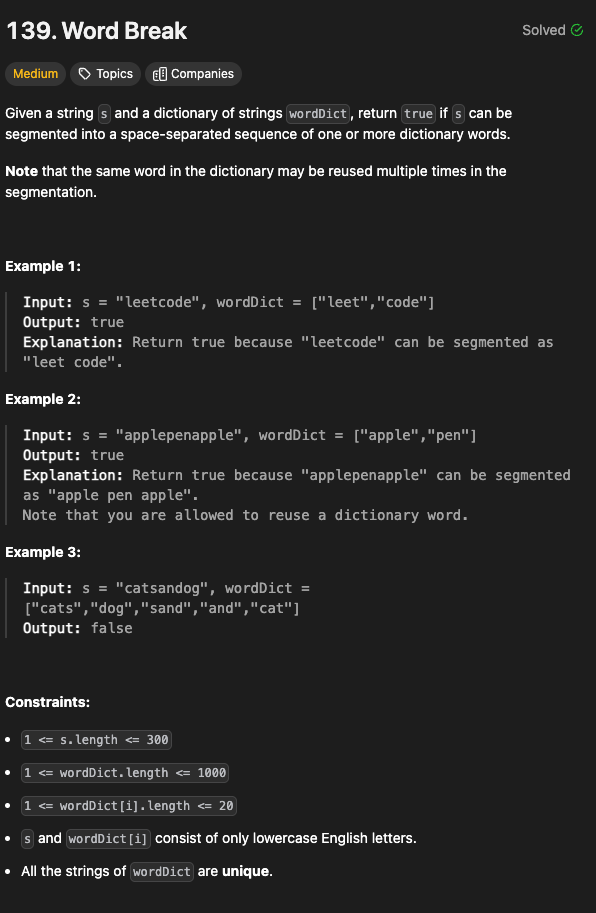 139. Word Break
Solved
Medium Topics Companies
Given a string s and a dictionary of strings wordDict, return true if s can be
segmented into a space-separated sequence of one or more dictionary words.
Note that the same word in the dictionary may be reused multiple times in the
segmentation.
Example 1:
Input: s = "leetcode", wordDict = ["leet","code"]
Output: true
Explanation: Return true because "leetcode" can be segmented as
"leet code".
Example 2:
Input: s = "applepenapple", wordDict = ["apple","pen"]
Output: true
Explanation: Return true because "applepenapple" can be segmented
as "apple pen apple".
Note that you are allowed to reuse a dictionary word.
Example 3:
Input: s = "catsandog", wordDict =
["cats","dog","sand","and","cat"]
Output: false
Constraints:
• 1 <= s.length <= 300
• 1 <= wordDict.length <= 1000
• 1 <= wordDict[i].length <= 20
• s and wordDict[i] consist of only lowercase English letters.
• All the strings of wordDict are unique.